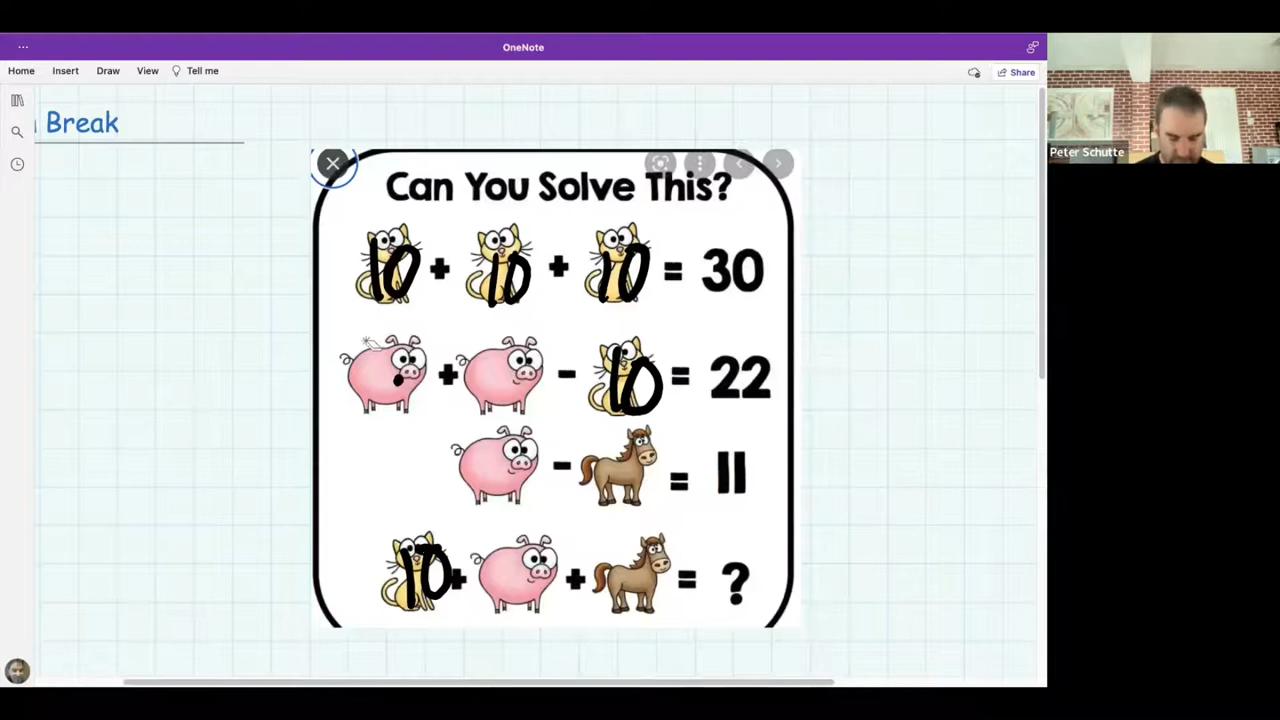 OneNote
Home Insert Draw View Tell me Share
Break
Peter Schutte
Can You Solve This?
10 + 10 + 10 = 30
+ - 10 = 22
- = 11
10 + + = ?